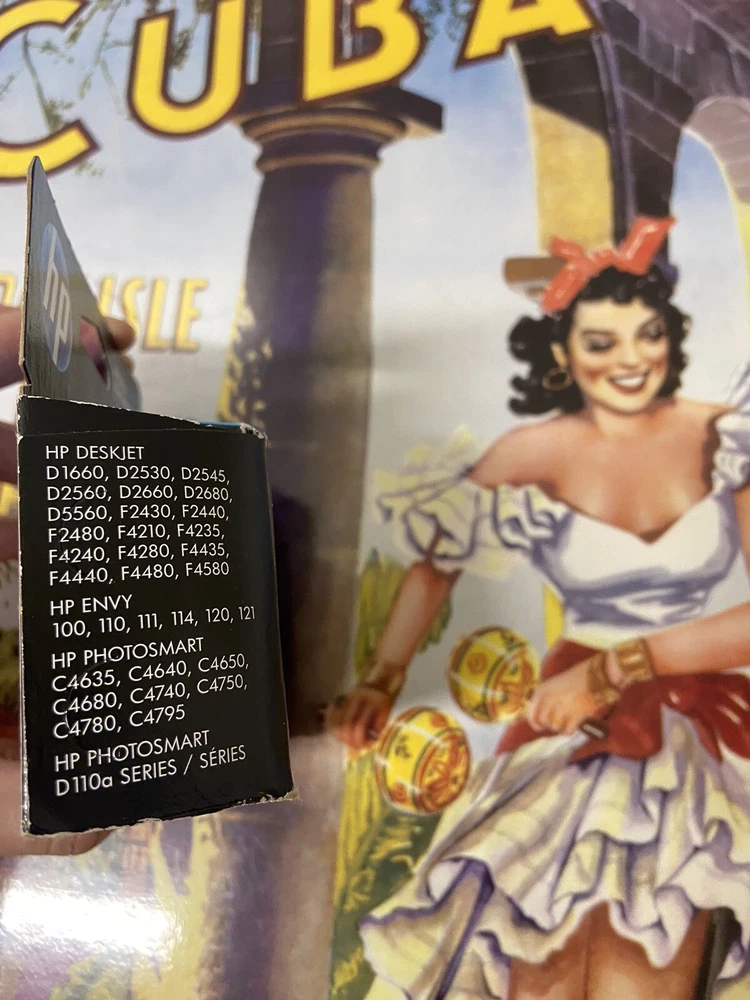 CUBA
ISLE
hp
HP DESKJET
D1660, D2530, D2545,
D2560, D2660, D2680,
D5560, F2430, F2440,
F2480, F4210, F4235,
F4240, F4280, F4435,
F4440, F4480, F4580
HP ENVY
100, 110, 111, 114, 120, 121
HP PHOTOSMART
C4635, C4640, C4650,
C4680, C4740, C4750,
C4780, C4795
HP PHOTOSMART
D110a SERIES / SÉRIES